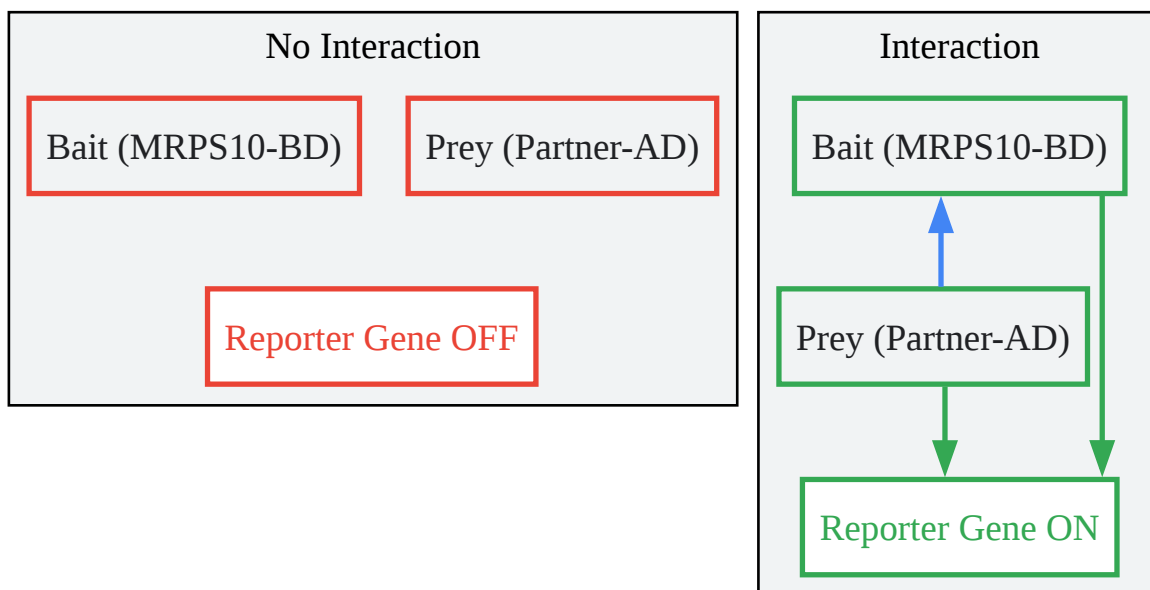 No Interaction
Bait (MRPS10-BD)
Prey (Partner-AD)
Reporter Gene OFF
Interaction
Bait (MRPS10-BD)
Prey (Partner-AD)
Reporter Gene ON